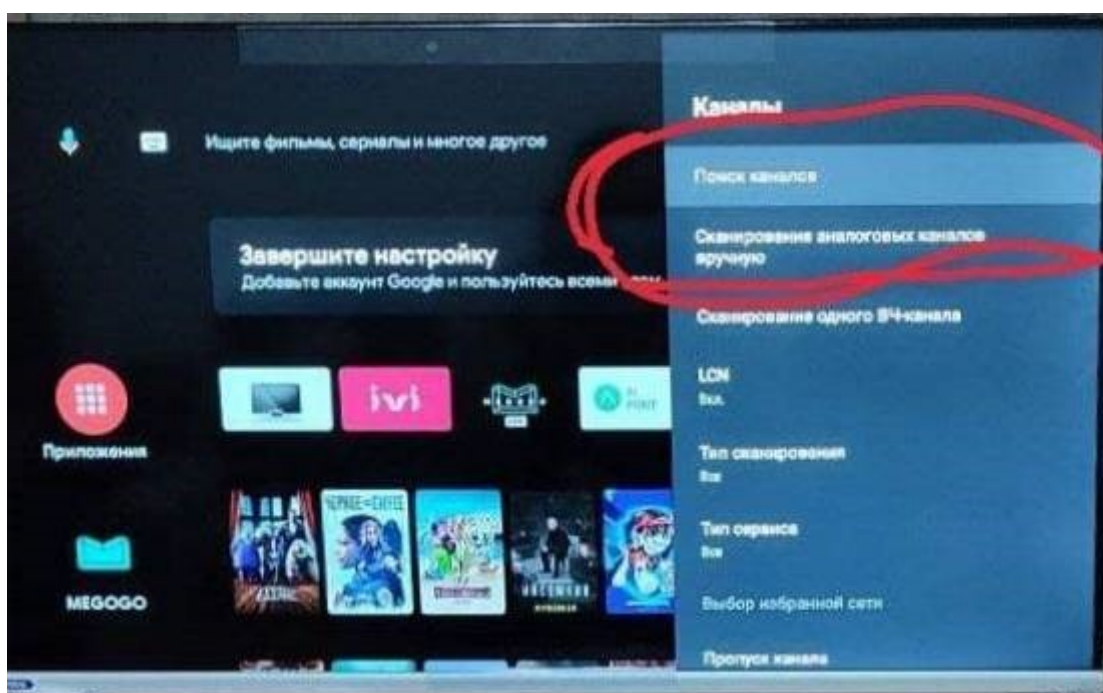 Каналы
Ищите фильмы, сериалы и многое другое
Поиск каналов
Завершите настройку
Добавьте аккаунт Google и пользуйтесь всеми
Сканирование аналоговых каналов
вручную
Сканирование одного ВЧ-канала
ivi
LCN
Вкл.
Приложения
Тип сканирования
Все
Тип сервиса
Все
MEGOGO
Выбор избранной сети
Пропуск канала